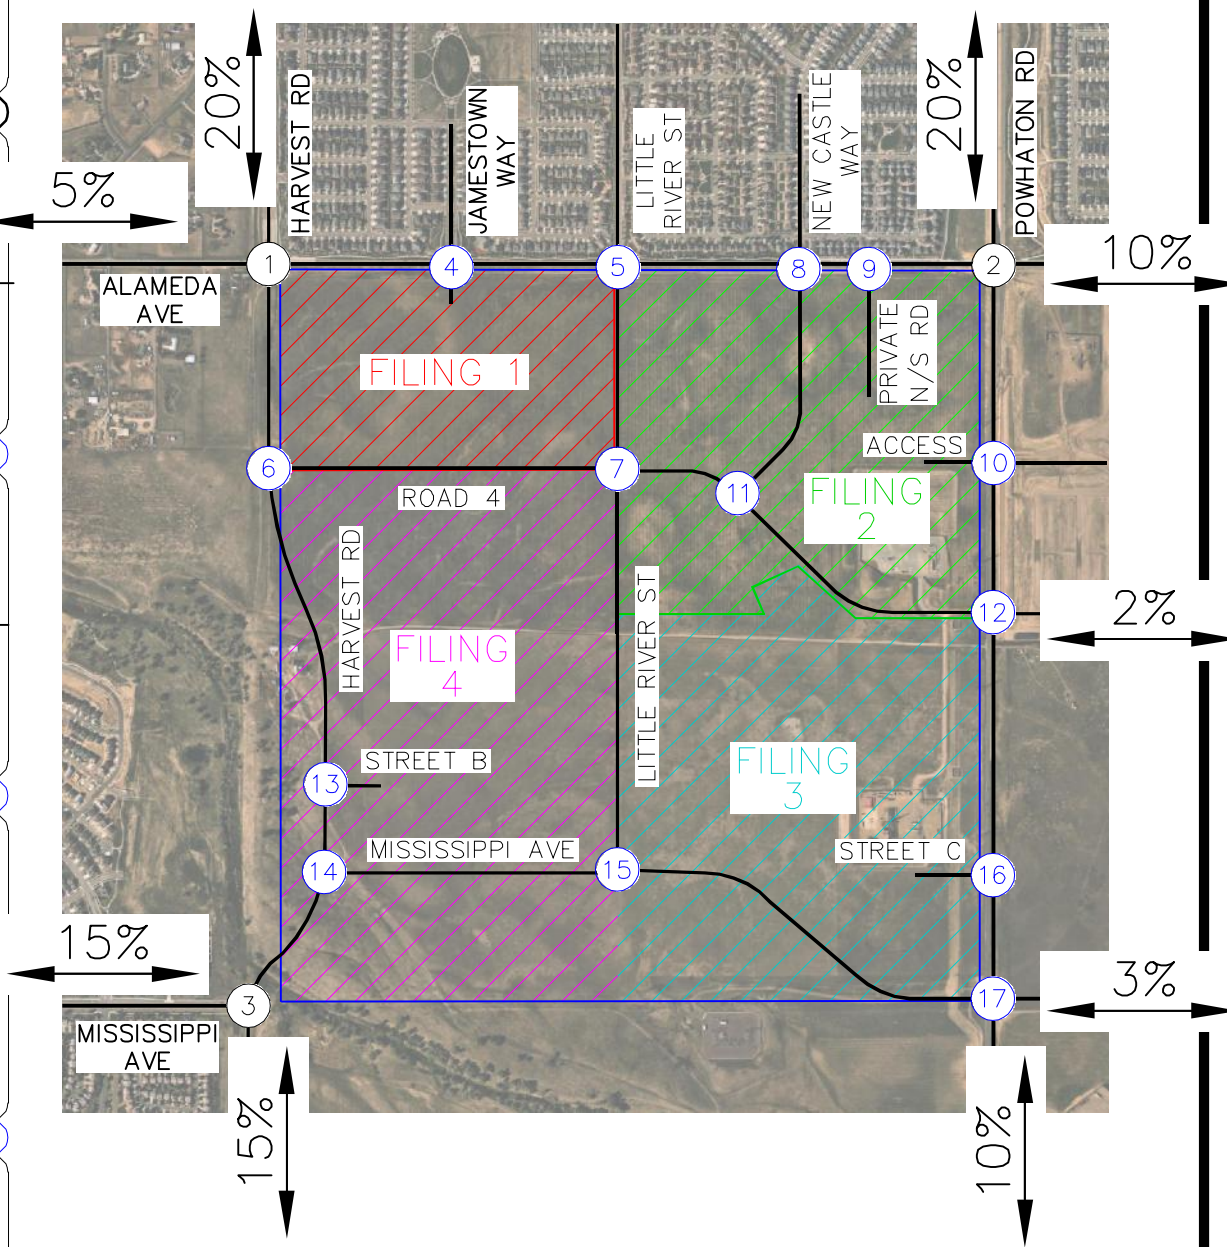 20%
HARVEST RD
JAMESTOWN
WAY
LITTLE
RIVER ST
NEW CASTLE
WAY
20%
POWHATON RD
5%
10%
1
4
5
8
9
2
ALAMEDA
AVE
PRIVATE
N/S RD
FILING 1
ACCESS
6
7
10
ROAD 4
11
FILING
2
HARVEST RD
LITTLE RIVER ST
12
2%
FILING
4
13
STREET B
FILING
3
MISSISSIPPI AVE
STREET C
14
15
16
15%
3%
3
17
MISSISSIPPI
AVE
15%
10%